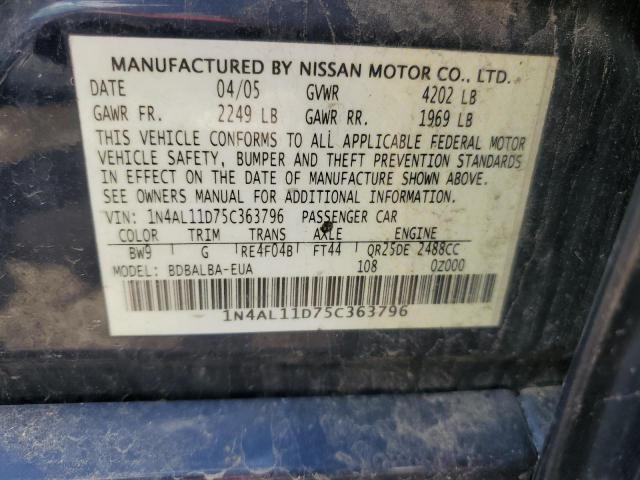 MANUFACTURED BY NISSAN MOTOR CO., LTD.
DATE 04/05 GVWR 4202 LB
GAWR FR. 2249 LB GAWR RR. 1969 LB
THIS VEHICLE CONFORMS TO ALL APPLICABLE FEDERAL MOTOR
VEHICLE SAFETY, BUMPER AND THEFT PREVENTION STANDARDS
IN EFFECT ON THE DATE OF MANUFACTURE SHOWN ABOVE.
SEE OWNERS MANUAL FOR ADDITIONAL INFORMATION.
VIN: 1N4AL11D75C363796 PASSENGER CAR
COLOR TRIM TRANS AXLE ENGINE
BW9 G RE4F04B FT44 QR25DE 2488CC
MODEL: BDBALBA-EUA 108 0Z000
1N4AL11D75C363796